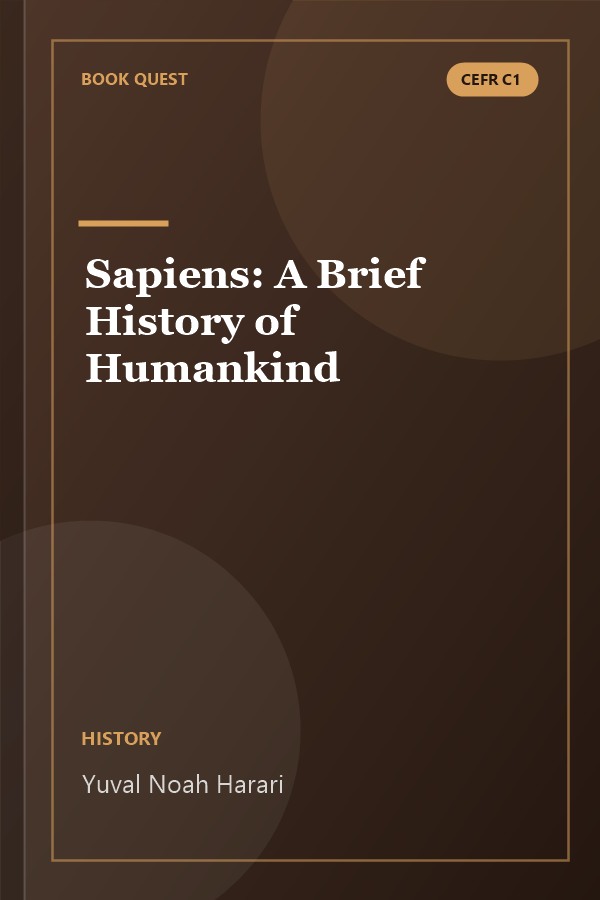 BOOK QUEST
CEFR C1
Sapiens: A Brief
History of
Humankind
HISTORY
Yuval Noah Harari